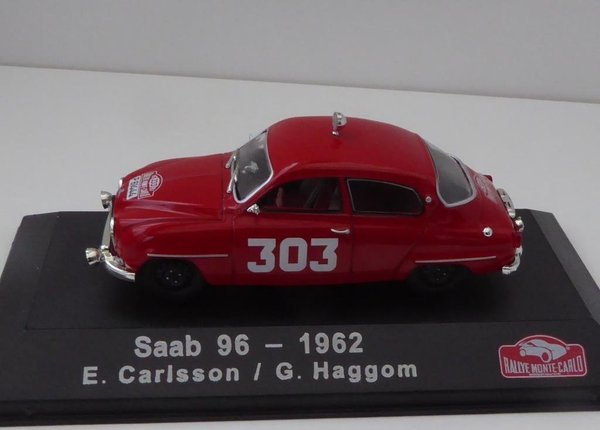 303
Saab 96 – 1962
E. Carlsson / G. Haggom
RALLYE MONTE-CARLO